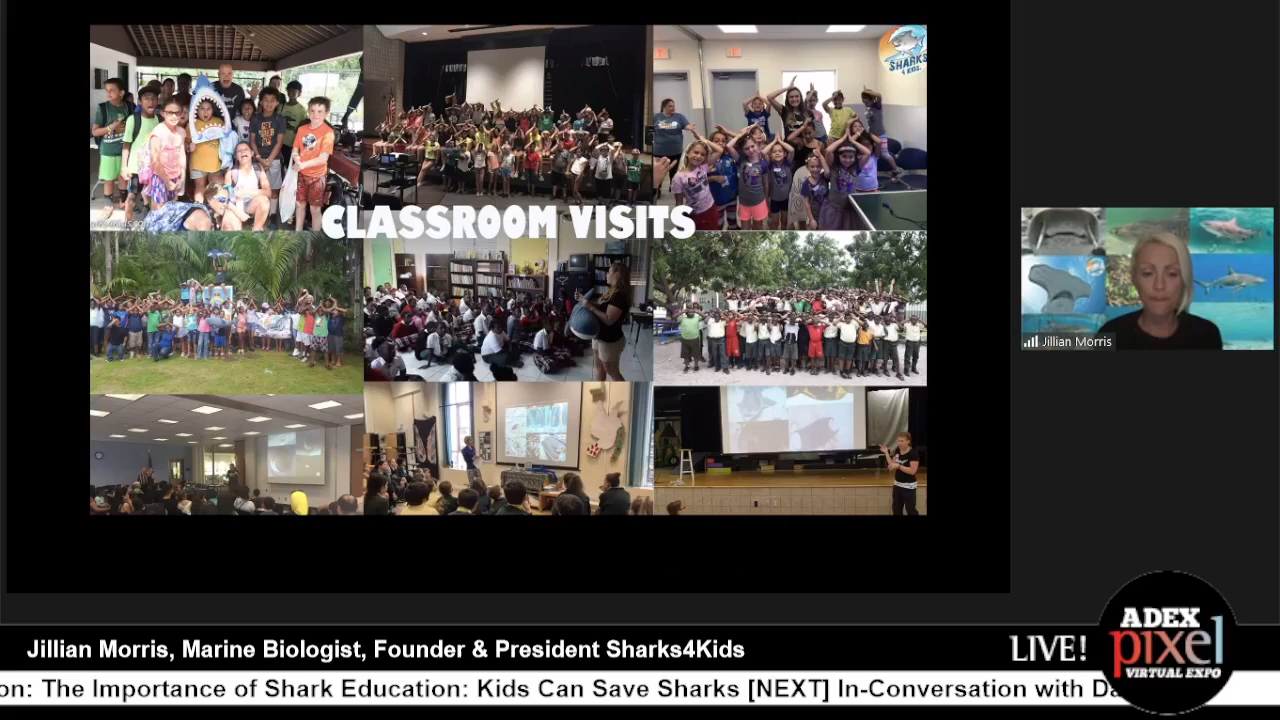 SHARKS
4 KIDS
CLASSROOM VISITS
Jillian Morris
Jillian Morris, Marine Biologist, Founder & President Sharks4Kids
LIVE!
ADEX
pixel
VIRTUAL EXPO
on: The Importance of Shark Education: Kids Can Save Sharks [NEXT] In-Conversation with Da